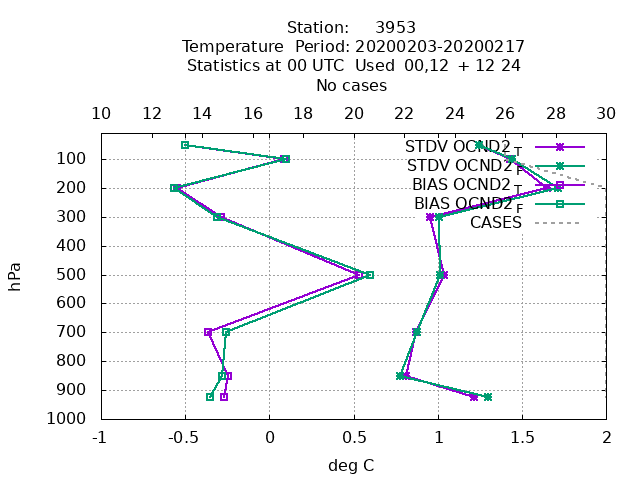 Station: 3953
Temperature Period: 20200203-20200217
Statistics at 00 UTC Used 00,12 + 12 24
No cases
10 12 14 16 18 20 22 24 26 28 30
STDV OCND2_T
STDV OCND2_F
BIAS OCND2_T
BIAS OCND2_F
CASES
hPa
100
200
300
400
500
600
700
800
900
1000
-1 -0.5 0 0.5 1 1.5 2
deg C